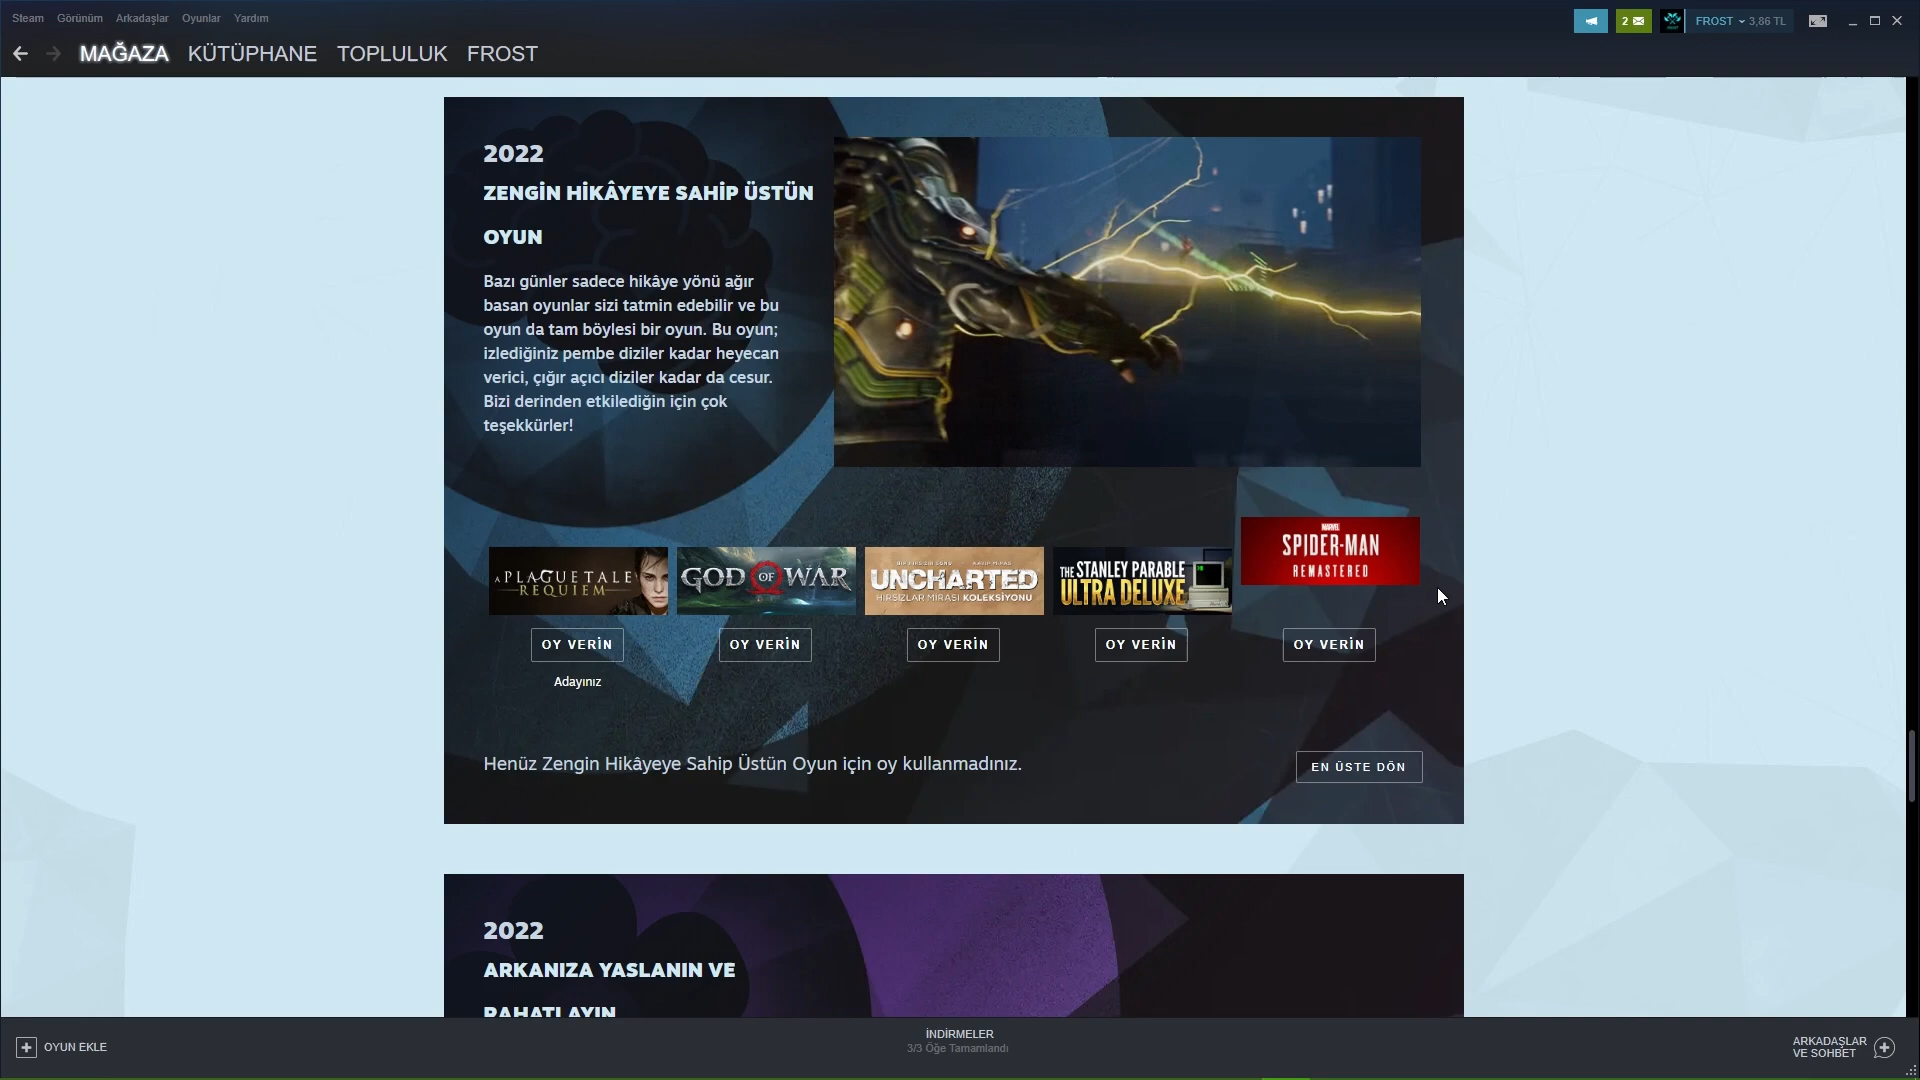 Steam Görünüm Arkadaşlar Oyunlar Yardım
2
FROST 3,86 TL
MAĞAZA KÜTÜPHANE TOPLULUK FROST
2022
ZENGİN HİKÂYEYE SAHİP ÜSTÜN
OYUN
Bazı günler sadece hikâye yönü ağır
basan oyunlar sizi tatmin edebilir ve bu
oyun da tam böylesi bir oyun. Bu oyun;
izlediğiniz pembe diziler kadar heyecan
verici, çığır açıcı diziler kadar da cesur.
Bizi derinden etkilediğin için çok
teşekkürler!
A PLAGUE TALE
REQUIEM
GOD OF WAR
UNCHARTED
HIRSIZLAR MİRASI KOLEKSİYONU
THE STANLEY PARABLE
ULTRA DELUXE
MARVEL
SPIDER-MAN
REMASTERED
OY VERİN OY VERİN OY VERİN OY VERİN OY VERİN
Adayınız
Henüz Zengin Hikâyeye Sahip Üstün Oyun için oy kullanmadınız.
EN ÜSTE DÖN
2022
ARKANIZA YASLANIN VE
RAHATLAYIN
OYUN EKLE
İNDİRMELER
3/3 Öğe Tamamlandı
ARKADAŞLAR
VE SOHBET